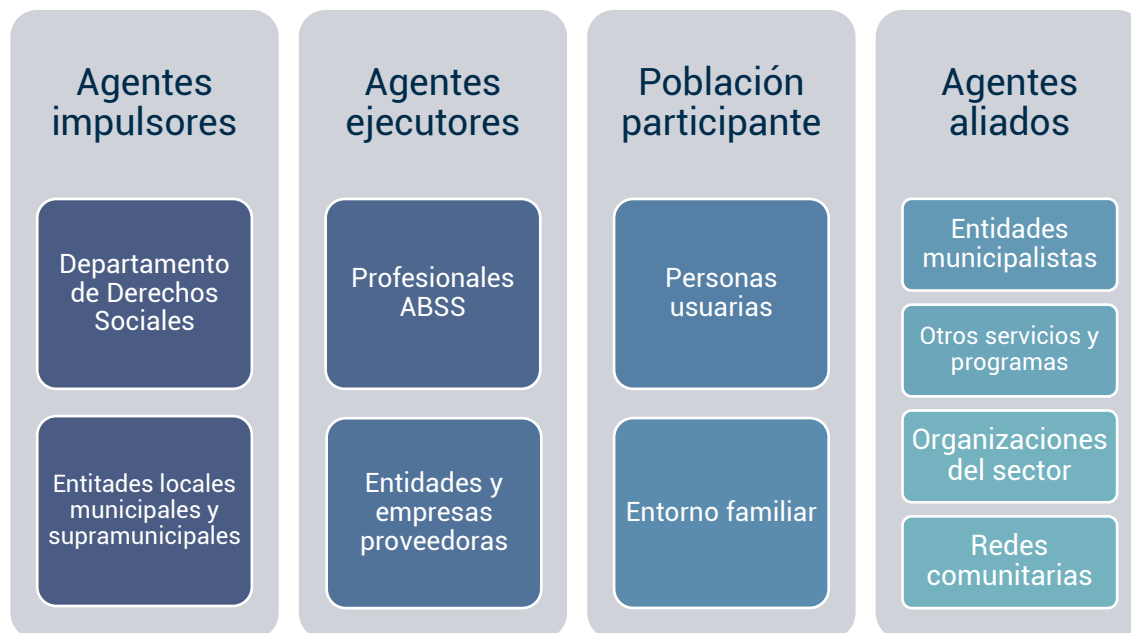 Agentes
impulsores
Departamento
de Derechos
Sociales
Entitades locales
municipales y
supramunicipales
Agentes
ejecutores
Profesionales
ABSS
Entidades y
empresas
proveedoras
Población
participante
Personas
usuarias
Entorno familiar
Agentes
aliados
Entidades
municipalistas
Otros servicios y
programas
Organizaciones
del sector
Redes
comunitarias